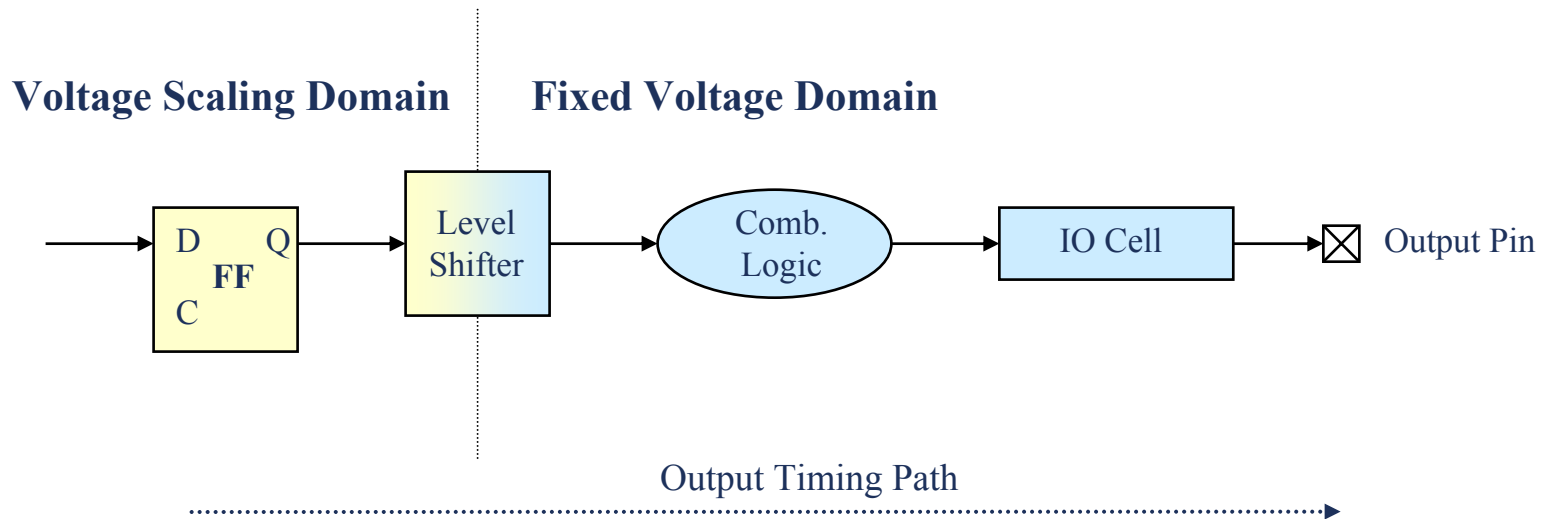 Voltage Scaling Domain
Fixed Voltage Domain
D Q
FF
C
Level
Shifter
Comb.
Logic
IO Cell
Output Pin
Output Timing Path